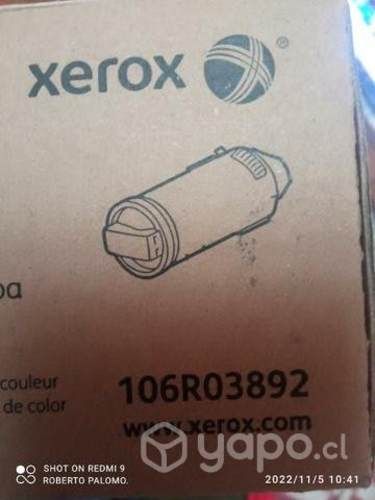 xerox
couleur
de color
106R03892
www.xerox.com
yapo.cl
SHOT ON REDMI 9
ROBERTO PALOMO.
2022/11/5 10:41